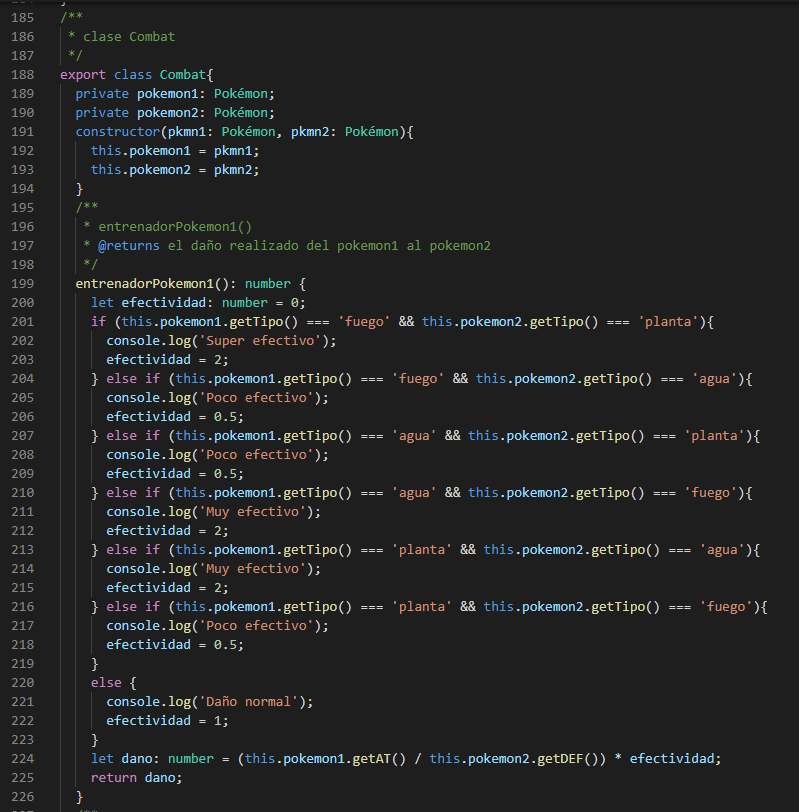 185 /**
186  * clase Combat
187  */
188 export class Combat{
189   private pokemon1: Pokémon;
190   private pokemon2: Pokémon;
191   constructor(pkmn1: Pokémon, pkmn2: Pokémon){
192     this.pokemon1 = pkmn1;
193     this.pokemon2 = pkmn2;
194   }
195   /**
196    * entrenadorPokemon1()
197    * @returns el daño realizado del pokemon1 al pokemon2
198    */
199   entrenadorPokemon1(): number {
200     let efectividad: number = 0;
201     if (this.pokemon1.getTipo() === 'fuego' && this.pokemon2.getTipo() === 'planta'){
202       console.log('Super efectivo');
203       efectividad = 2;
204     } else if (this.pokemon1.getTipo() === 'fuego' && this.pokemon2.getTipo() === 'agua'){
205       console.log('Poco efectivo');
206       efectividad = 0.5;
207     } else if (this.pokemon1.getTipo() === 'agua' && this.pokemon2.getTipo() === 'planta'){
208       console.log('Poco efectivo');
209       efectividad = 0.5;
210     } else if (this.pokemon1.getTipo() === 'agua' && this.pokemon2.getTipo() === 'fuego'){
211       console.log('Muy efectivo');
212       efectividad = 2;
213     } else if (this.pokemon1.getTipo() === 'planta' && this.pokemon2.getTipo() === 'agua'){
214       console.log('Muy efectivo');
215       efectividad = 2;
216     } else if (this.pokemon1.getTipo() === 'planta' && this.pokemon2.getTipo() === 'fuego'){
217       console.log('Poco efectivo');
218       efectividad = 0.5;
219     }
220     else {
221       console.log('Daño normal');
222       efectividad = 1;
223     }
224     let dano: number = (this.pokemon1.getAT() / this.pokemon2.getDEF()) * efectividad;
225     return dano;
226   }